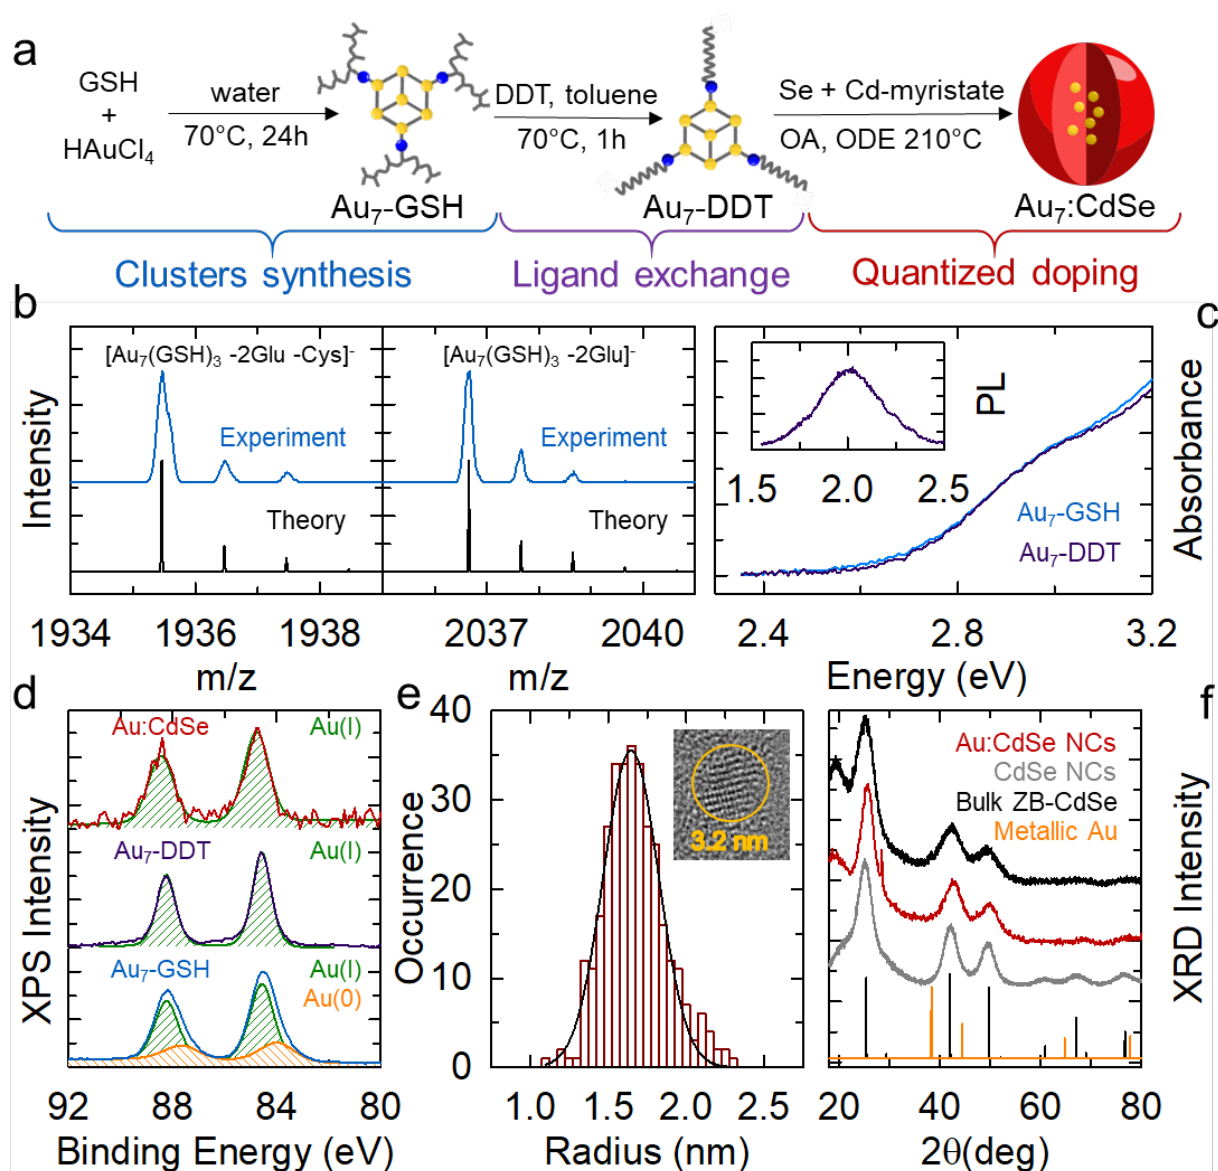 a
GSH
+
HAuCl₄
water
70°C, 24h
Au₇-GSH
DDT, toluene
70°C, 1h
Au₇-DDT
Se + Cd-myristate
OA, ODE 210°C
Au₇:CdSe
Clusters synthesis
Ligand exchange
Quantized doping
b
Intensity
[Au₇(GSH)₃ -2Glu -Cys]⁻
Experiment
Theory
1934 1936 1938
m/z
[Au₇(GSH)₃ -2Glu]⁻
Experiment
Theory
2037 2040
m/z
c
PL
1.5 2.0 2.5
Au₇-GSH
Au₇-DDT
Absorbance
2.4 2.8 3.2
Energy (eV)
d
XPS Intensity
Au:CdSe Au(I)
Au₇-DDT Au(I)
Au₇-GSH Au(I)
Au(0)
92 88 84 80
Binding Energy (eV)
e
Occurrence
40
30
20
10
0
3.2 nm
1.0 1.5 2.0 2.5
Radius (nm)
f
Au:CdSe NCs
CdSe NCs
Bulk ZB-CdSe
Metallic Au
XRD Intensity
20 40 60 80
2θ(deg)